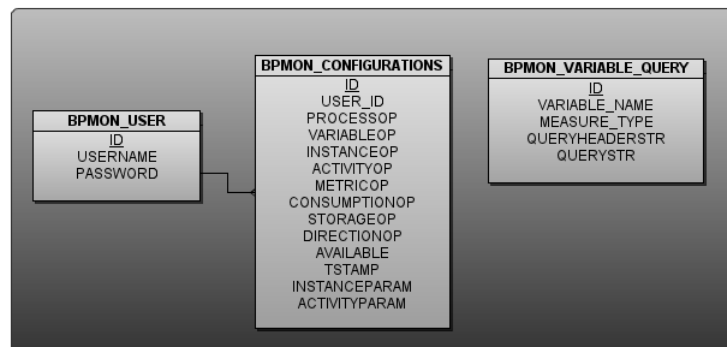 BPMON_USER
ID
USERNAME
PASSWORD
BPMON_CONFIGURATIONS
ID
USER_ID
PROCESSOP
VARIABLEOP
INSTANCEOP
ACTIVITYOP
METRICOP
CONSUMPTIONOP
STORAGEOP
DIRECTIONOP
AVAILABLE
TSTAMP
INSTANCEPARAM
ACTIVITYPARAM
BPMON_VARIABLE_QUERY
ID
VARIABLE_NAME
MEASURE_TYPE
QUERYHEADERSTR
QUERYSTR